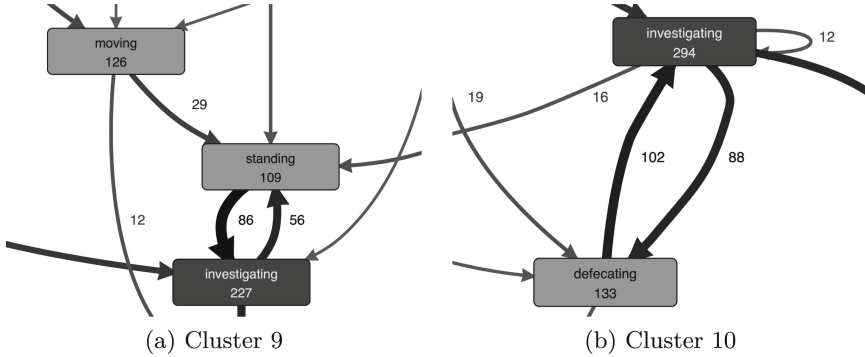 moving
126
29
standing
109
12
86
56
investigating
227
(a) Cluster 9
investigating
294
12
19
16
102
88
defecating
133
(b) Cluster 10